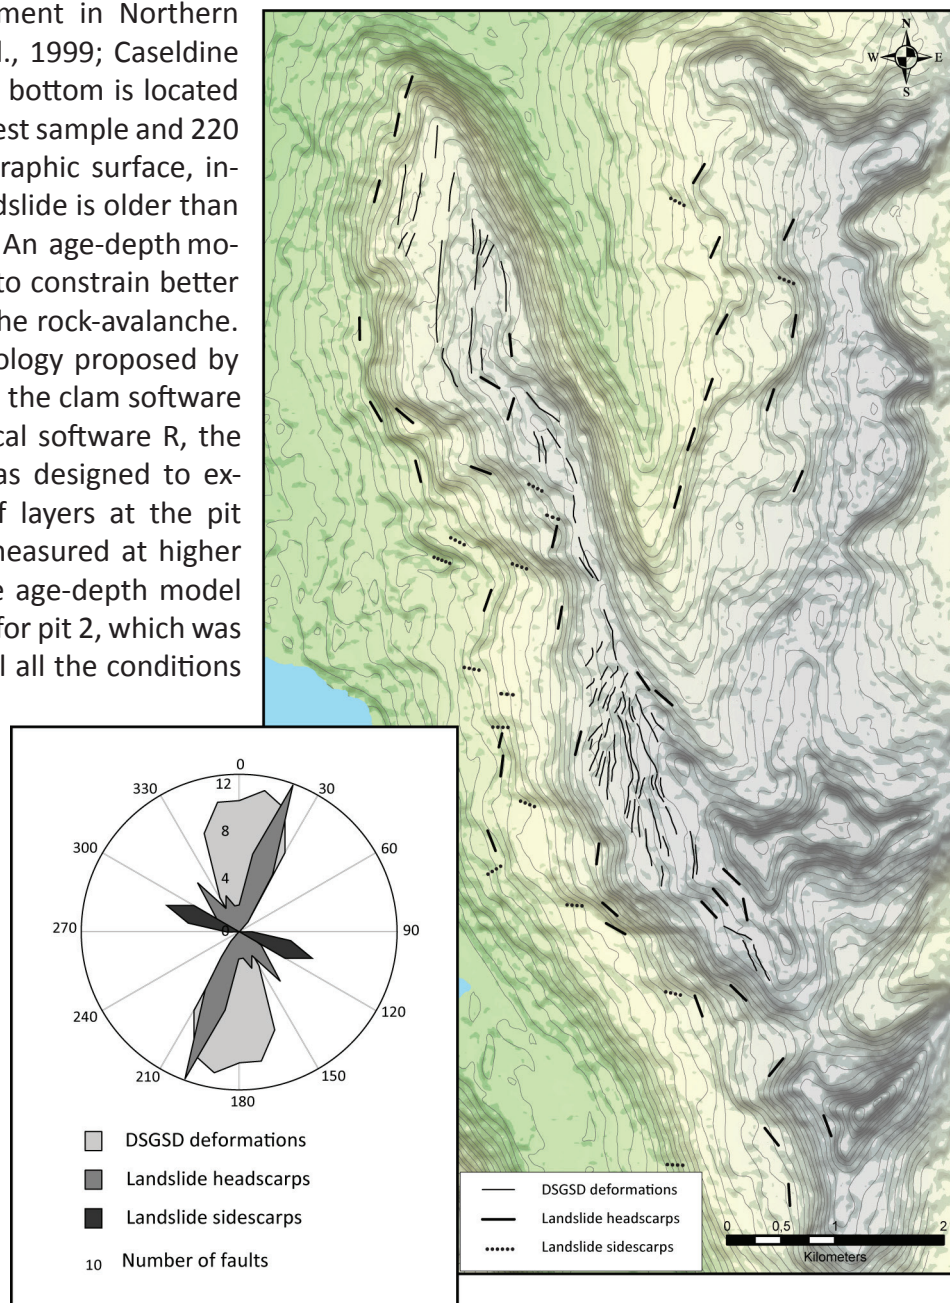 ment in Northern
l., 1999; Caseldine
bottom is located
est sample and 220
raphic surface, in-
dslide is older than
An age-depth mo-
to constrain better
he rock-avalanche.
ology proposed by
the clam software
cal software R, the
as designed to ex-
f layers at the pit
measured at higher
e age-depth model
for pit 2, which was
l all the conditions
N
W E
S
0
12
330 30
8
300 60
4
270 0 90
240 120
210 150
180
DSGSD deformations
Landslide headscarps
Landslide sidescarps
10 Number of faults
DSGSD deformations
Landslide headscarps
Landslide sidescarps
0 0,5 1 2
Kilometers